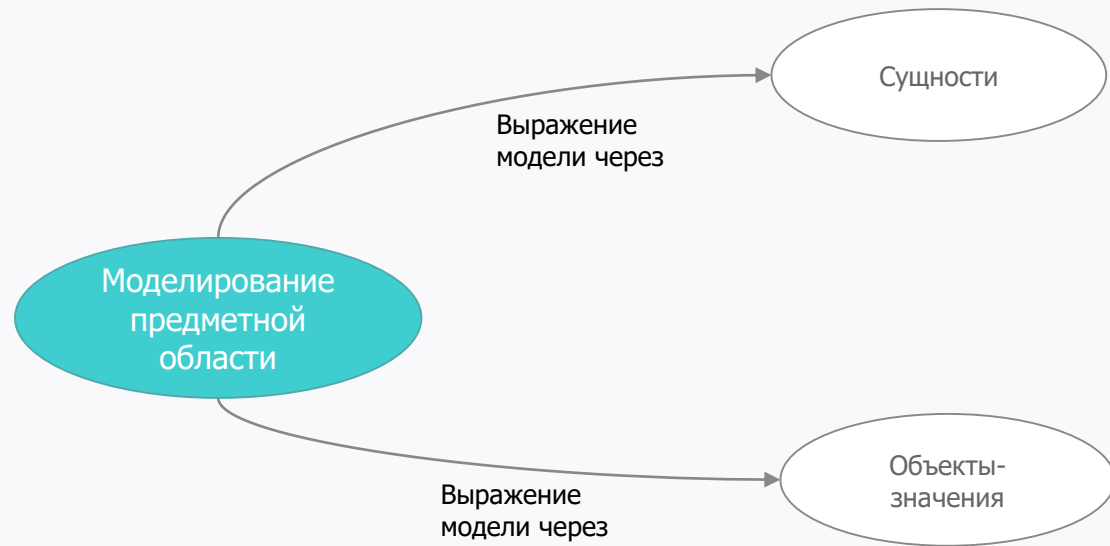 Сущности
Выражение
модели через
Моделирование
предметной
области
Объекты-
значения
Выражение
модели через